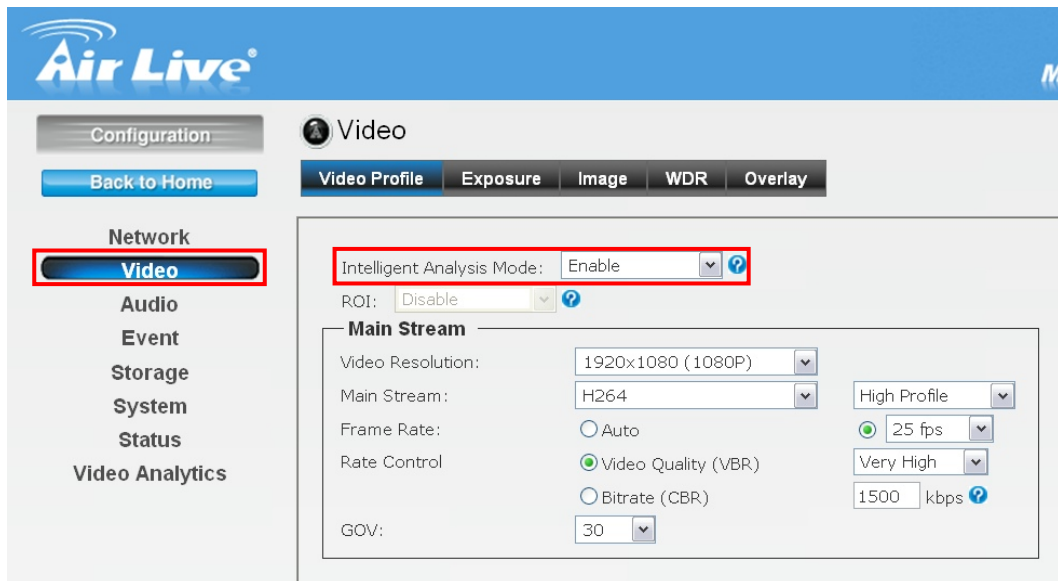 Air Live®
M
Configuration
Back to Home
Network
Video
Audio
Event
Storage
System
Status
Video Analytics
Video
Video Profile Exposure Image WDR Overlay
Intelligent Analysis Mode: Enable ?
ROI: Disable ?
Main Stream
Video Resolution: 1920x1080 (1080P)
Main Stream: H264 High Profile
Frame Rate: Auto 25 fps
Rate Control Video Quality (VBR) Very High
Bitrate (CBR) 1500 kbps ?
GOV: 30